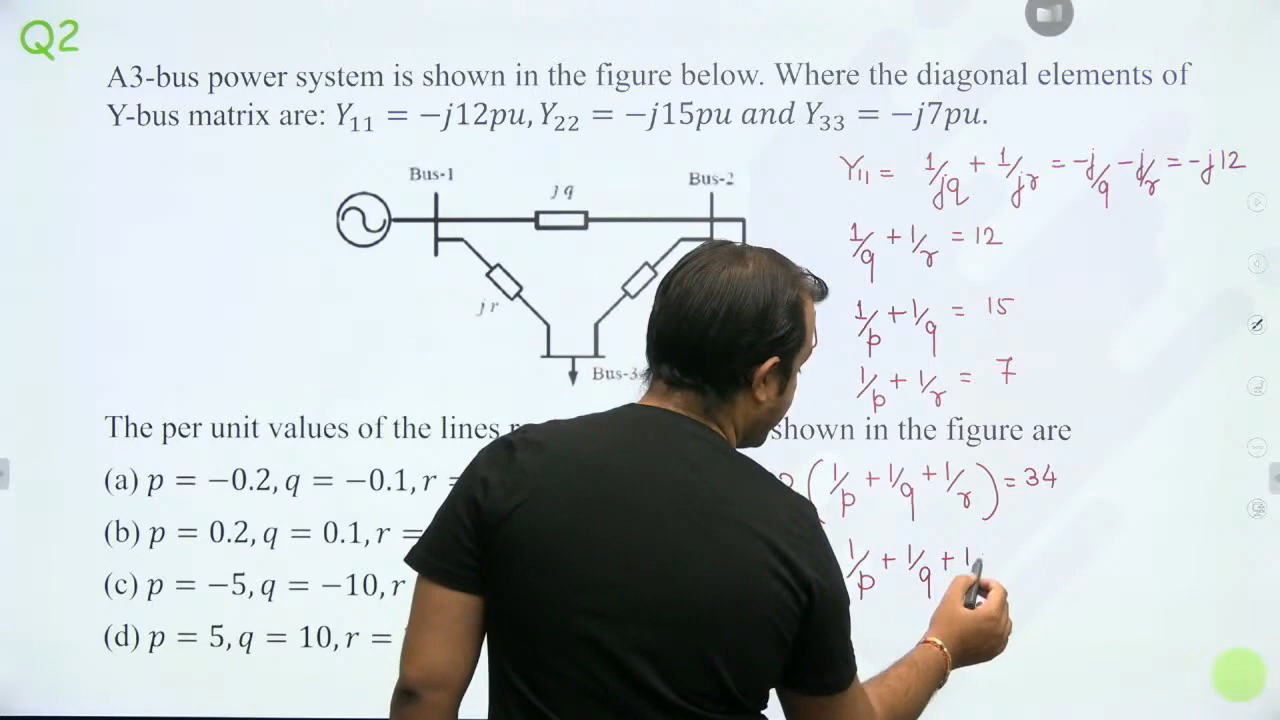 Q2
A3-bus power system is shown in the figure below. Where the diagonal elements of
Y-bus matrix are: Y₁₁ = −j12pu, Y₂₂ = −j15pu and Y₃₃ = −j7pu.
Bus-1
j q
Bus-2
j r
Bus-3
Y₁₁ = 1/jq + 1/jr = -j/q - j/r = -j12
1/q + 1/r = 12
1/p + 1/q = 15
1/p + 1/r = 7
The per unit values of the lines
shown in the figure are
(1/p + 1/q + 1/r) = 34
1/p + 1/q + 1
(a) p = −0.2, q = −0.1, r =
(b) p = 0.2, q = 0.1, r =
(c) p = −5, q = −10, r
(d) p = 5, q = 10, r =